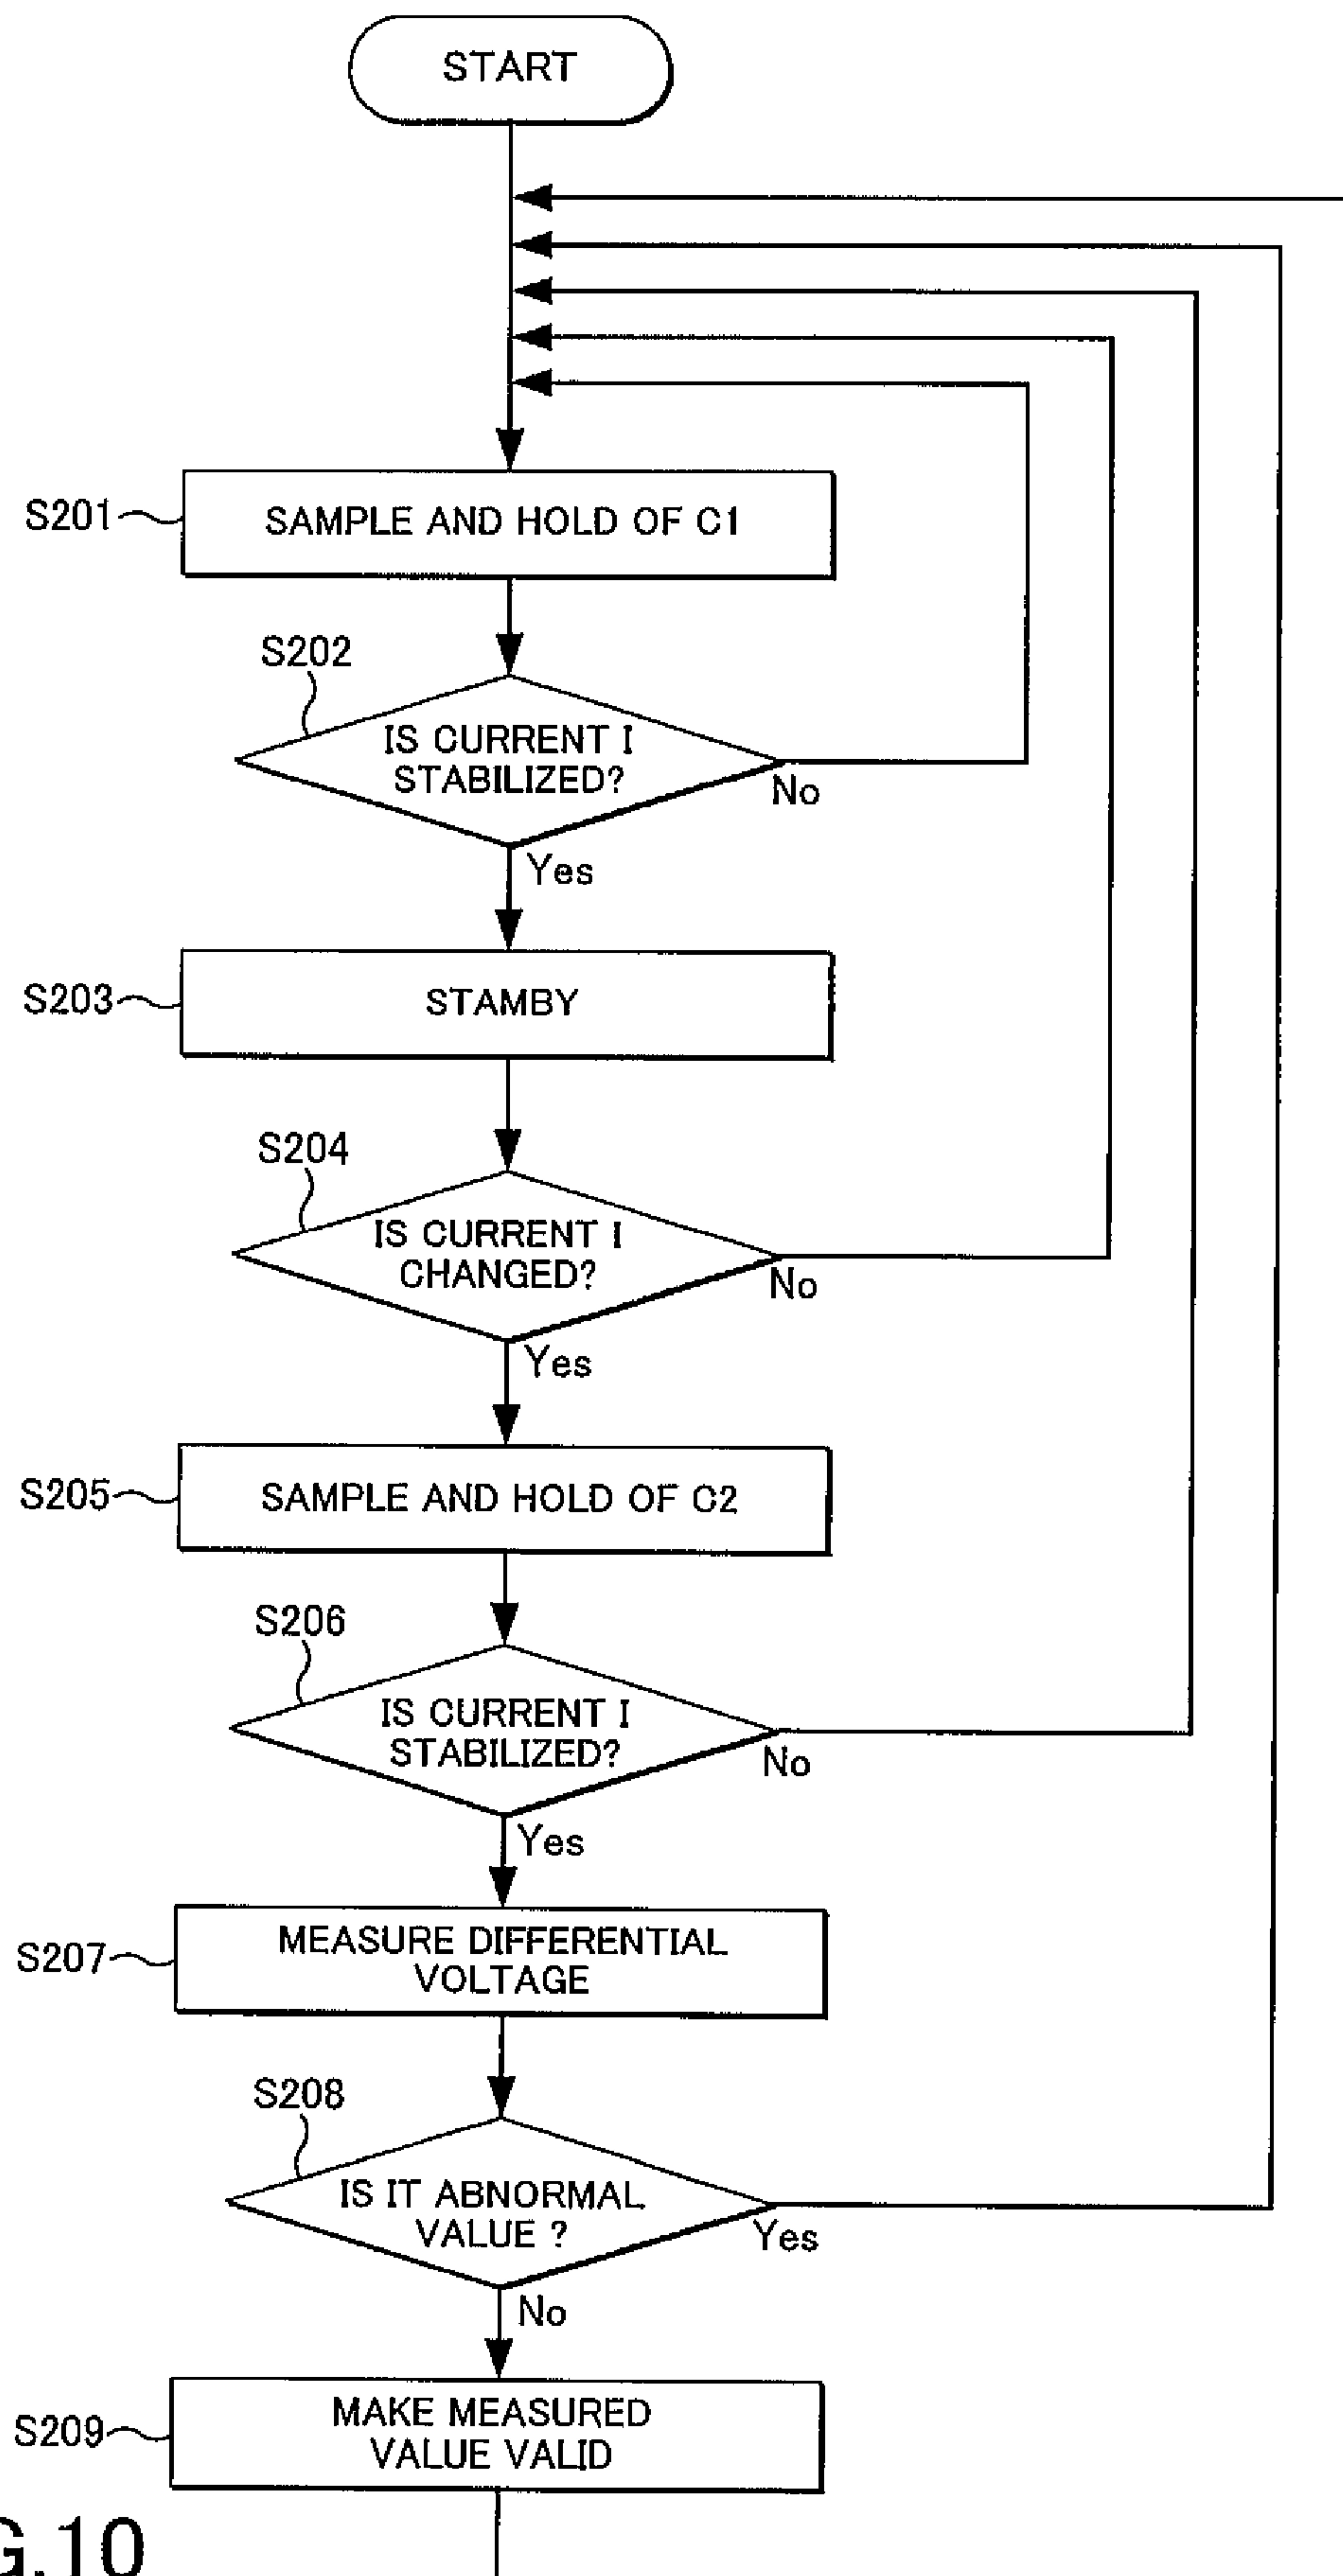 START
S201
SAMPLE AND HOLD OF C1
S202
IS CURRENT I
STABILIZED?
No
Yes
S203
STAMBY
S204
IS CURRENT I
CHANGED?
No
Yes
S205
SAMPLE AND HOLD OF C2
S206
IS CURRENT I
STABILIZED?
No
Yes
S207
MEASURE DIFFERENTIAL
VOLTAGE
S208
IS IT ABNORMAL
VALUE ?
Yes
No
S209
MAKE MEASURED
VALUE VALID
G.10